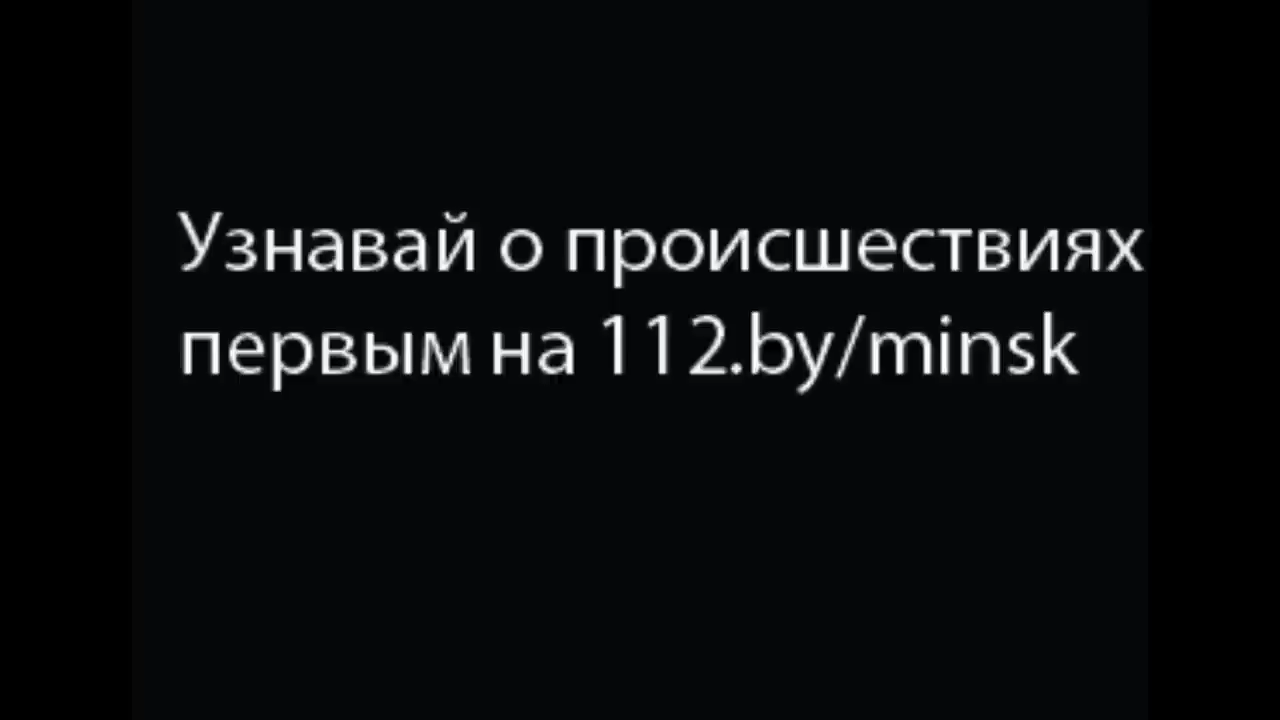 Узнавай о происшествиях
первым на 112.by/minsk